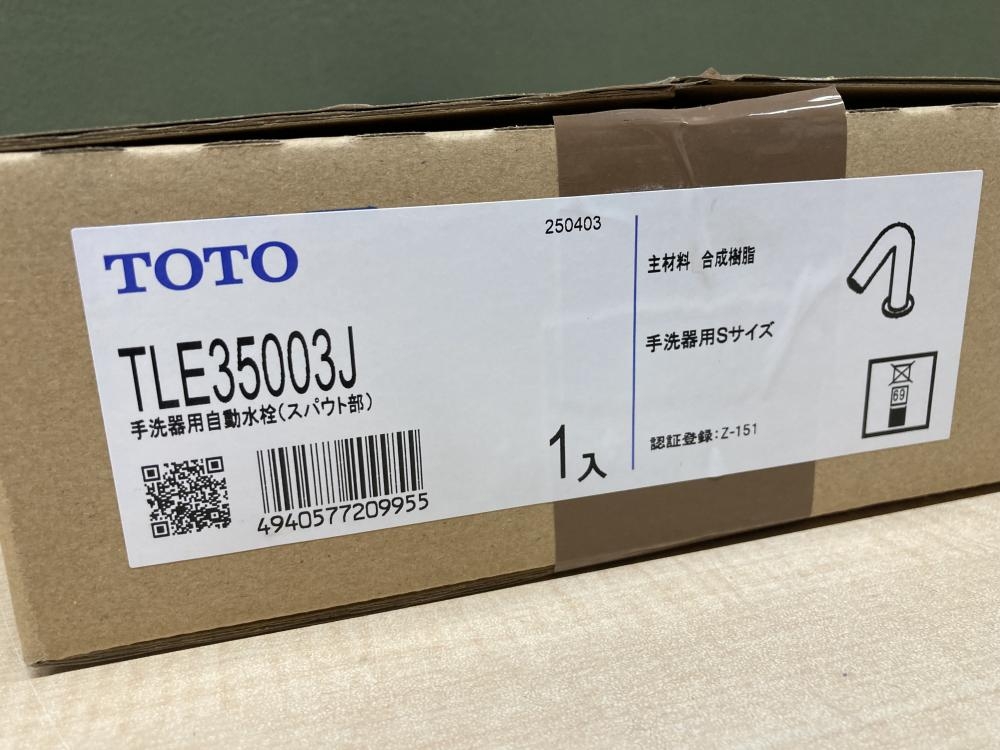 TOTO
250403
TLE35003J
手洗器用自動水栓(スパウト部)
4940577209955
1入
主材料 合成樹脂
手洗器用Sサイズ
認証登録:Z-151
69